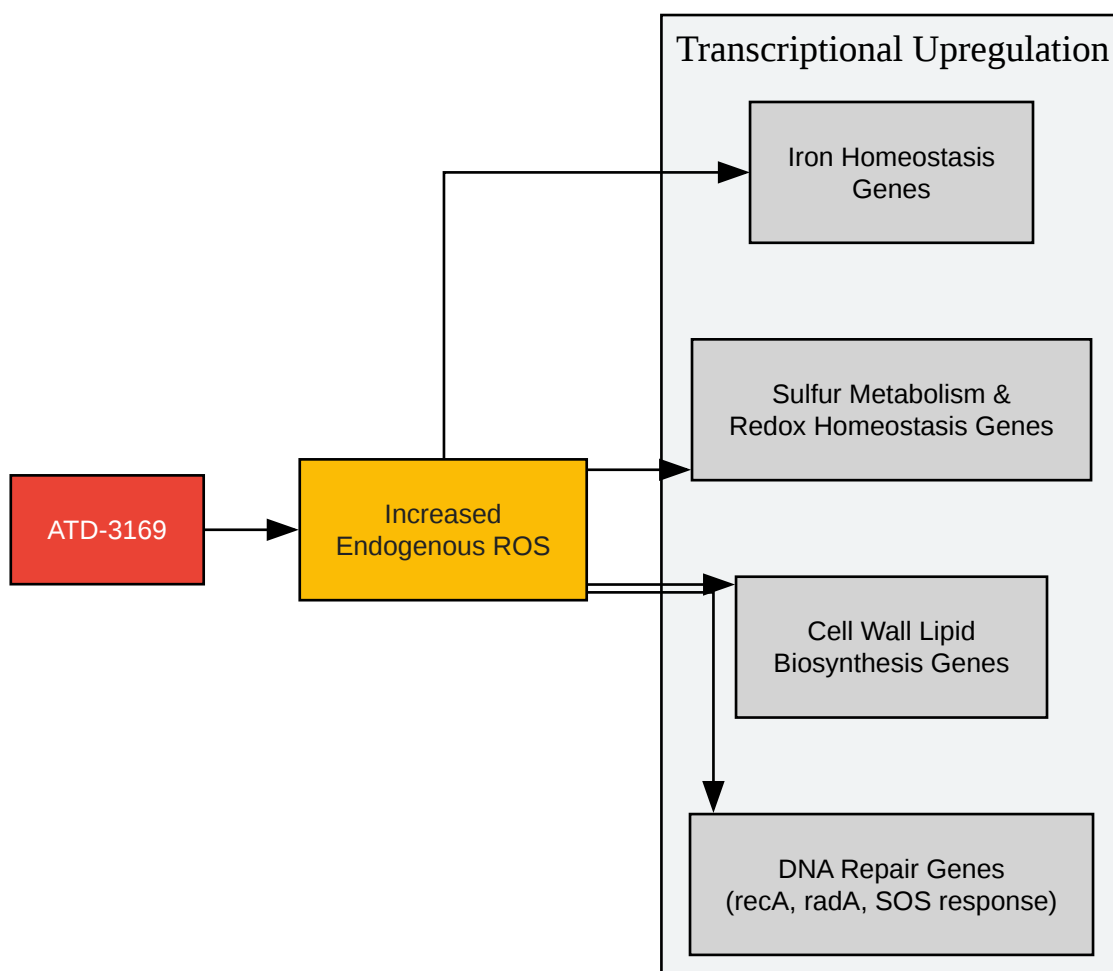 Transcriptional Upregulation
Iron Homeostasis
Genes
Sulfur Metabolism &
Redox Homeostasis Genes
ATD-3169
Increased
Endogenous ROS
Cell Wall Lipid
Biosynthesis Genes
DNA Repair Genes
(recA, radA, SOS response)